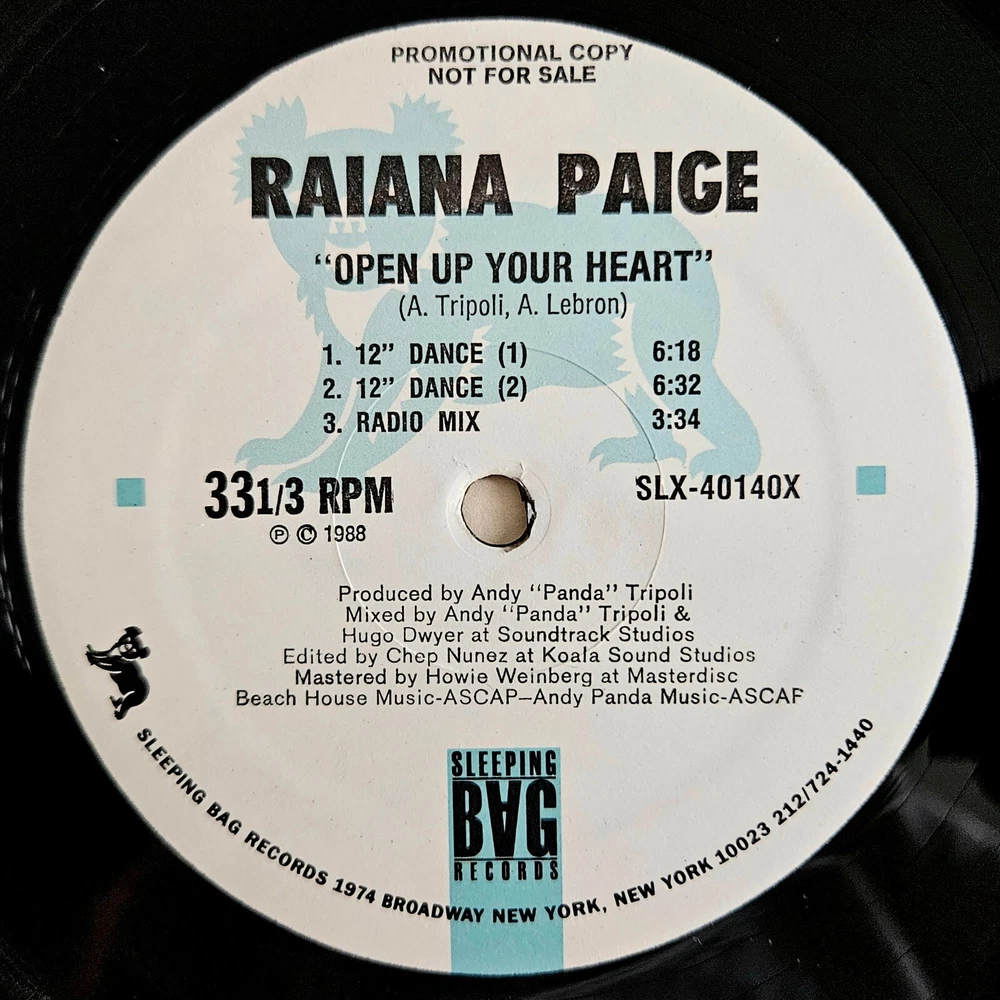 PROMOTIONAL COPY
NOT FOR SALE
RAIANA PAIGE
“OPEN UP YOUR HEART”
(A. Tripoli, A. Lebron)
1. 12” DANCE (1) 6:18
2. 12” DANCE (2) 6:32
3. RADIO MIX 3:34
33 1/3 RPM SLX-40140X
Ⓟ © 1988
Produced by Andy “Panda” Tripoli
Mixed by Andy “Panda” Tripoli &
Hugo Dwyer at Soundtrack Studios
Edited by Chep Nunez at Koala Sound Studios
Mastered by Howie Weinberg at Masterdisc
Beach House Music-ASCAP—Andy Panda Music-ASCAP
SLEEPING
BAG
RECORDS
SLEEPING BAG RECORDS 1974 BROADWAY NEW YORK, NEW YORK 10023 212/724-1440